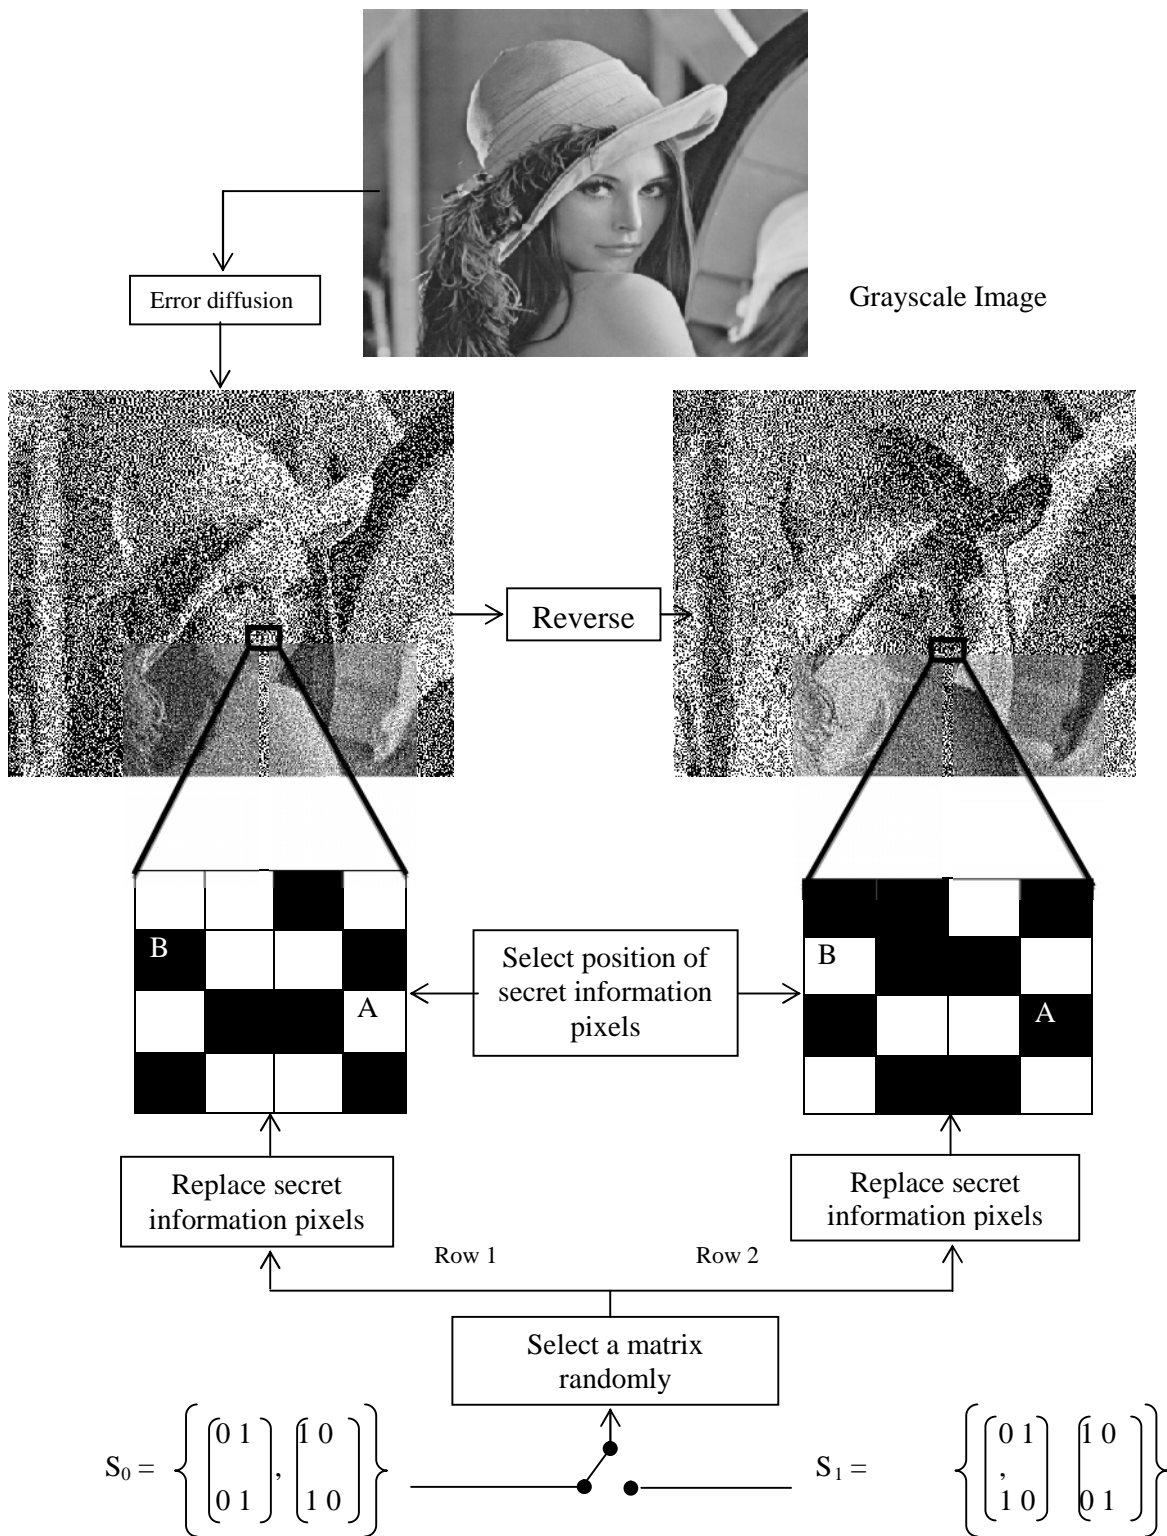 Grayscale Image
Error diffusion
Reverse
B
A
Select position of
secret information
pixels
B
A
Replace secret
information pixels
Replace secret
information pixels
Row 1
Row 2
Select a matrix
randomly
S0 = { [0 1 , [1 0
0 1] 1 0] }
S1 = { [0 1 [1 0
,
1 0] 0 1] }